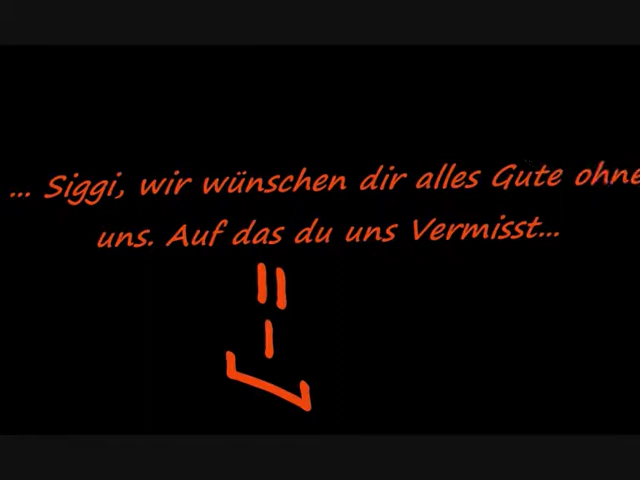 ... Siggi, wir wünschen dir alles Gute ohne
uns. Auf das du uns Vermisst...